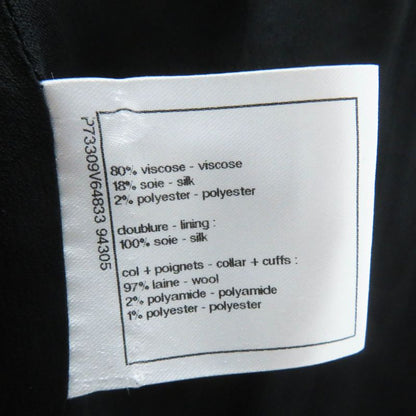 P73309V64833 94305
80% viscose - viscose
18% soie - silk
2% polyester - polyester
doublure - lining :
100% soie - silk
col + poignets - collar + cuffs :
97% laine - wool
2% polyamide - polyamide
1% polyester - polyester